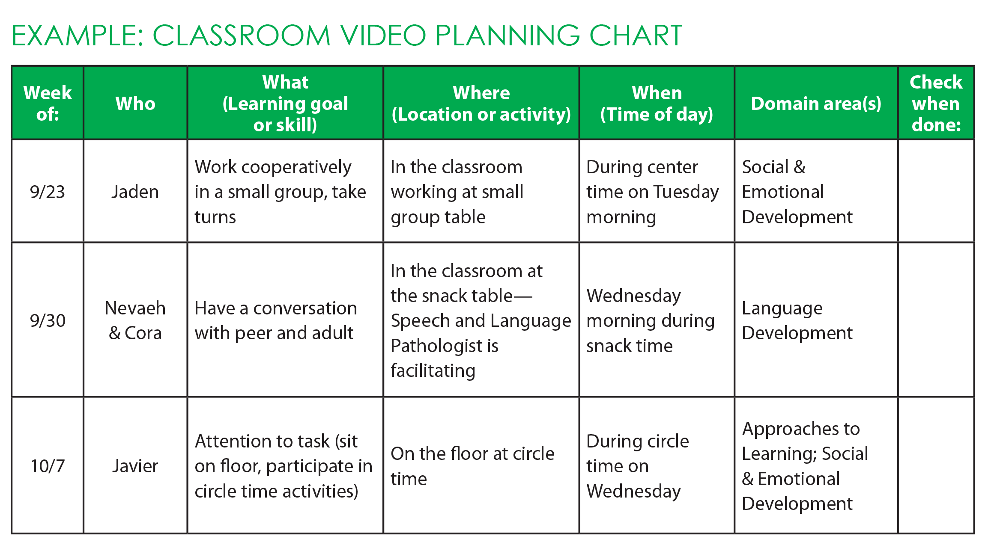 EXAMPLE: CLASSROOM VIDEO PLANNING CHART
Week
of:
Who
What
(Learning goal
or skill)
Where
(Location or activity)
When
(Time of day)
Domain area(s)
Check
when
done:
9/23
Jaden
Work cooperatively
in a small group, take
turns
In the classroom
working at small
group table
During center
time on Tuesday
morning
Social &
Emotional
Development
9/30
Nevaeh
& Cora
Have a conversation
with peer and adult
In the classroom at
the snack table—
Speech and Language
Pathologist is
facilitating
Wednesday
morning during
snack time
Language
Development
10/7
Javier
Attention to task (sit
on floor, participate in
circle time activities)
On the floor at circle
time
During circle
time on
Wednesday
Approaches to
Learning; Social
& Emotional
Development